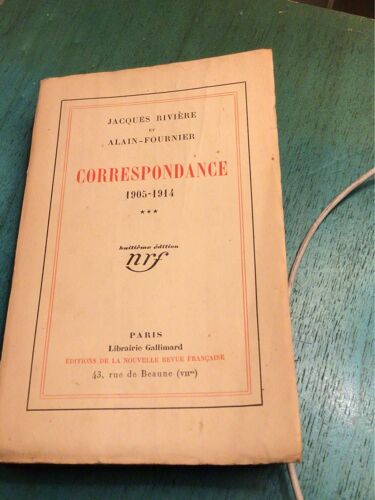 JACQUES RIVIÈRE
ET
ALAIN-FOURNIER
CORRESPONDANCE
1905-1914
***
huitième édition
nrf
PARIS
Librairie Gallimard
ÉDITIONS DE LA NOUVELLE REVUE FRANÇAISE
43, rue de Beaune (VIIme)